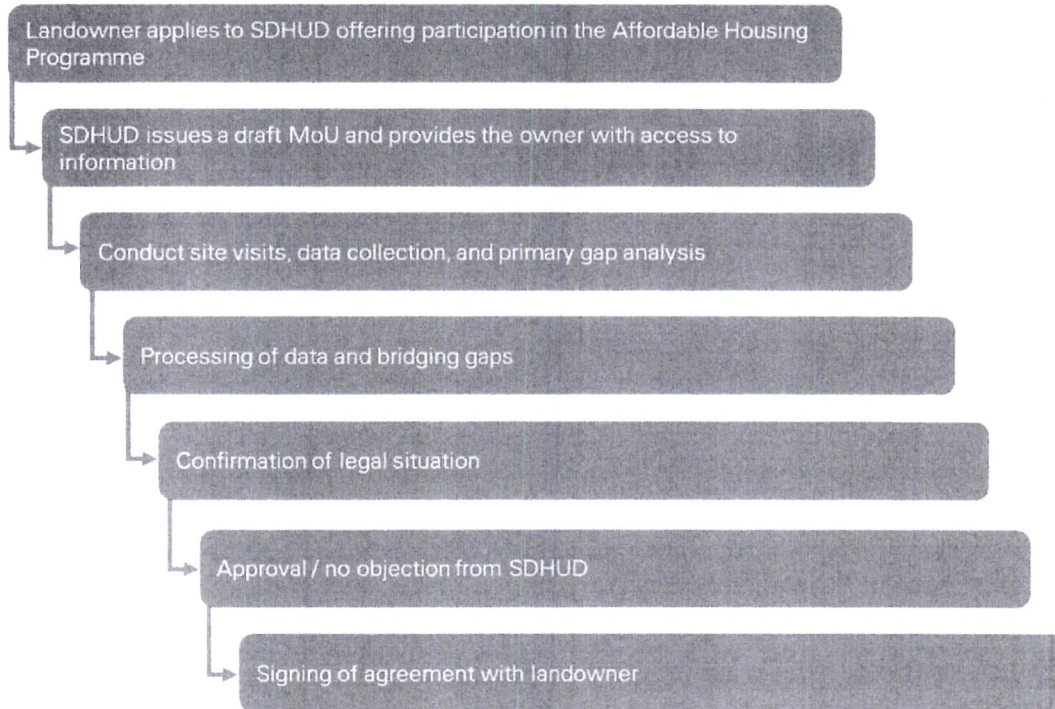 Landowner applies to SDHUD offering participation in the Affordable Housing
Programme
SDHUD issues a draft MoU and provides the owner with access to
information
Conduct site visits, data collection, and primary gap analysis
Processing of data and bridging gaps
Confirmation of legal situation
Approval / no objection from SDHUD
Signing of agreement with landowner